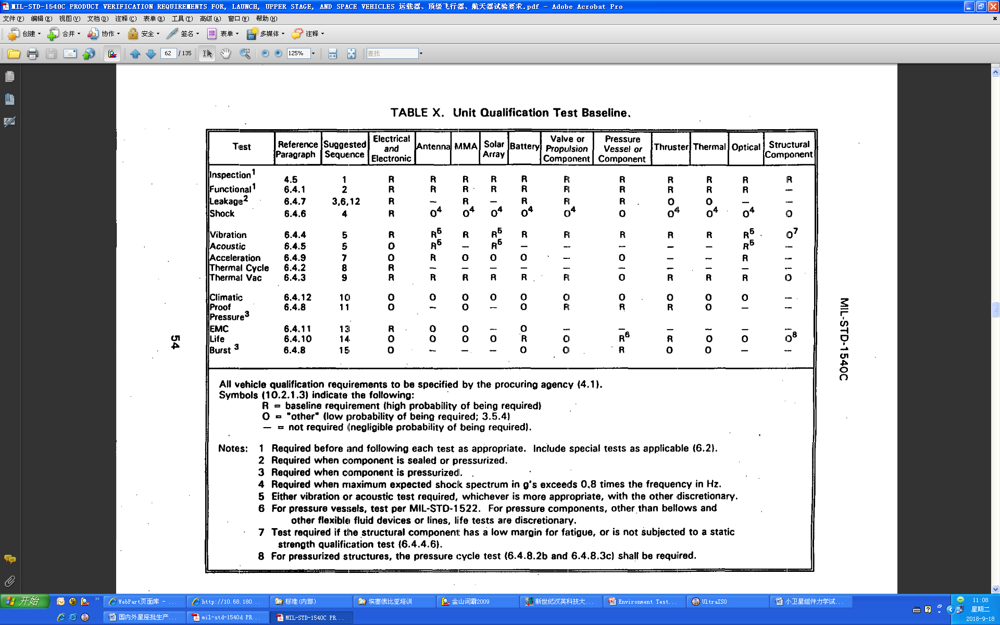 MIL-STD-1540C PRODUCT VERIFICATION REQUIREMENTS FOR, LAUNCH, UPPER STAGE, AND SPACE VEHICLES 运载器、顶级飞行器、航天器试验要求.pdf - Adobe Acrobat Pro
文件(F) 编辑(E) 视图(V) 文档(D) 注释(C) 表单(R) 工具(T) 高级(A) 窗口(W) 帮助(H)
创建 合并 协作 安全 签名 表单 多媒体 注释
62 / 135 125% 查找
TABLE X. Unit Qualification Test Baseline.
Test | Reference Paragraph | Suggested Sequence | Electrical and Electronic | Antenna | MMA | Solar Array | Battery | Valve or Propulsion Component | Pressure Vessel or Component | Thruster | Thermal | Optical | Structural Component
Inspection1 4.5 1 R R R R R R R R R R R
Functional1 6.4.1 2 R R R R R R R R R R —
Leakage2 6.4.7 3,6,12 R — R — R R R O O — —
Shock 6.4.6 4 R O4 O4 O4 O4 O4 O O4 O4 O4 O
Vibration 6.4.4 5 R R5 R R5 R R R R R R5 O7
Acoustic 6.4.5 5 O R5 — R5 — — — — — R5
Acceleration 6.4.9 7 O R O O O — O — — R —
Thermal Cycle 6.4.2 8 R — — — — — — — — — —
Thermal Vac 6.4.3 9 R R R R R R O R R R O
Climatic 6.4.12 10 O O O O O O O O O O —
Proof 6.4.8 11 O — O — O R R R O — —
Pressure3
EMC 6.4.11 13 R O O — O — — — — — —
Life 6.4.10 14 O O O O R O R6 R O O O8
Burst 3 6.4.8 15 O — — — O O R O O — —
All vehicle qualification requirements to be specified by the procuring agency (4.1).
Symbols (10.2.1.3) indicate the following:
R = baseline requirement (high probability of being required)
O = "other" (low probability of being required; 3.5.4)
— = not required (negligible probability of being required).
Notes: 1 Required before and following each test as appropriate. Include special tests as applicable (6.2).
2 Required when component is sealed or pressurized.
3 Required when component is pressurized.
4 Required when maximum expected shock spectrum in g's exceeds 0.8 times the frequency in Hz.
5 Either vibration or acoustic test required, whichever is more appropriate, with the other discretionary.
6 For pressure vessels, test per MIL-STD-1522. For pressure components, other than bellows and
other flexible fluid devices or lines, life tests are discretionary.
7 Test required if the structural component has a low margin for fatigue, or is not subjected to a static
strength qualification test (6.4.4.6).
8 For pressurized structures, the pressure cycle test (6.4.8.2b and 6.4.8.3c) shall be required.
54
MIL-STD-1540C
开始 WebPart页面库 - ... http://10.68.180... 标准(内部) 埃塞俄比亚培训 金山词霸2009 新世纪汉英科技大... Environment Test... UltraISO 小卫星组件力学试... 11:08
星期二
国内外星座批生产... mil-std-1540d PR... MIL-STD-1540C PR... 2018-9-18